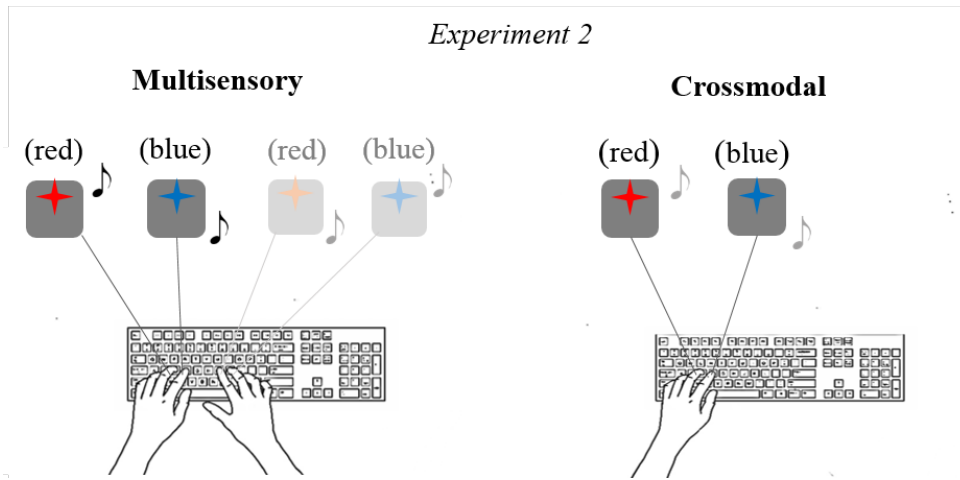 Experiment 2
Multisensory
Crossmodal
(red) (blue) (red) (blue)
(red) (blue)